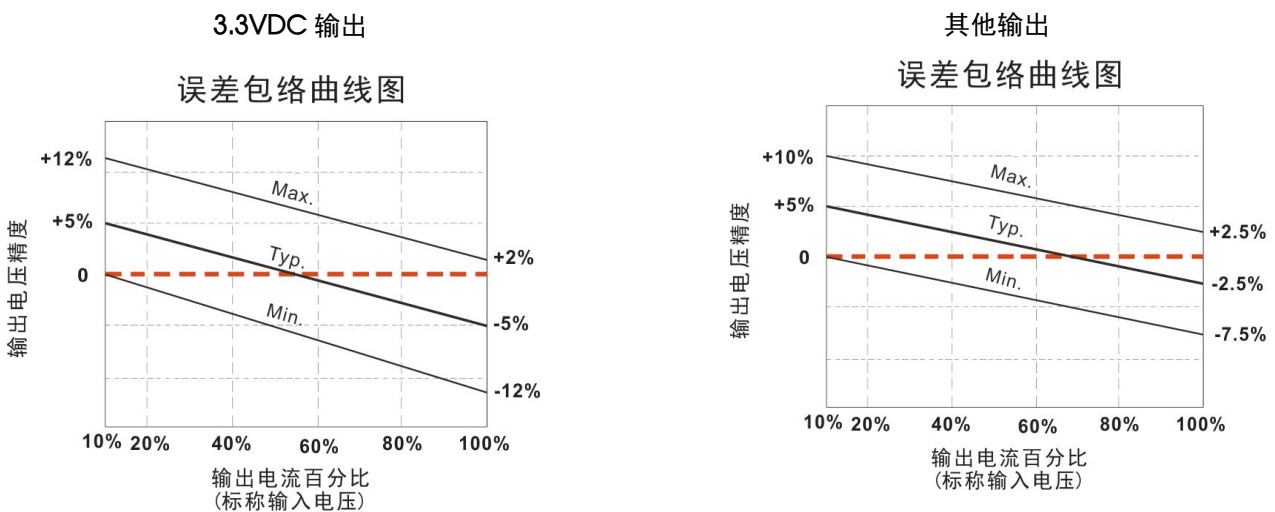 3.3VDC 输出
误差包络曲线图
+12%
+5%
0
Max.
Typ.
Min.
+2%
-5%
-12%
输出电压精度
10% 20% 40% 60% 80% 100%
输出电流百分比
(标称输入电压)
其他输出
误差包络曲线图
+10%
+5%
0
Max.
Typ.
Min.
+2.5%
-2.5%
-7.5%
输出电压精度
10% 20% 40% 60% 80% 100%
输出电流百分比
(标称输入电压)